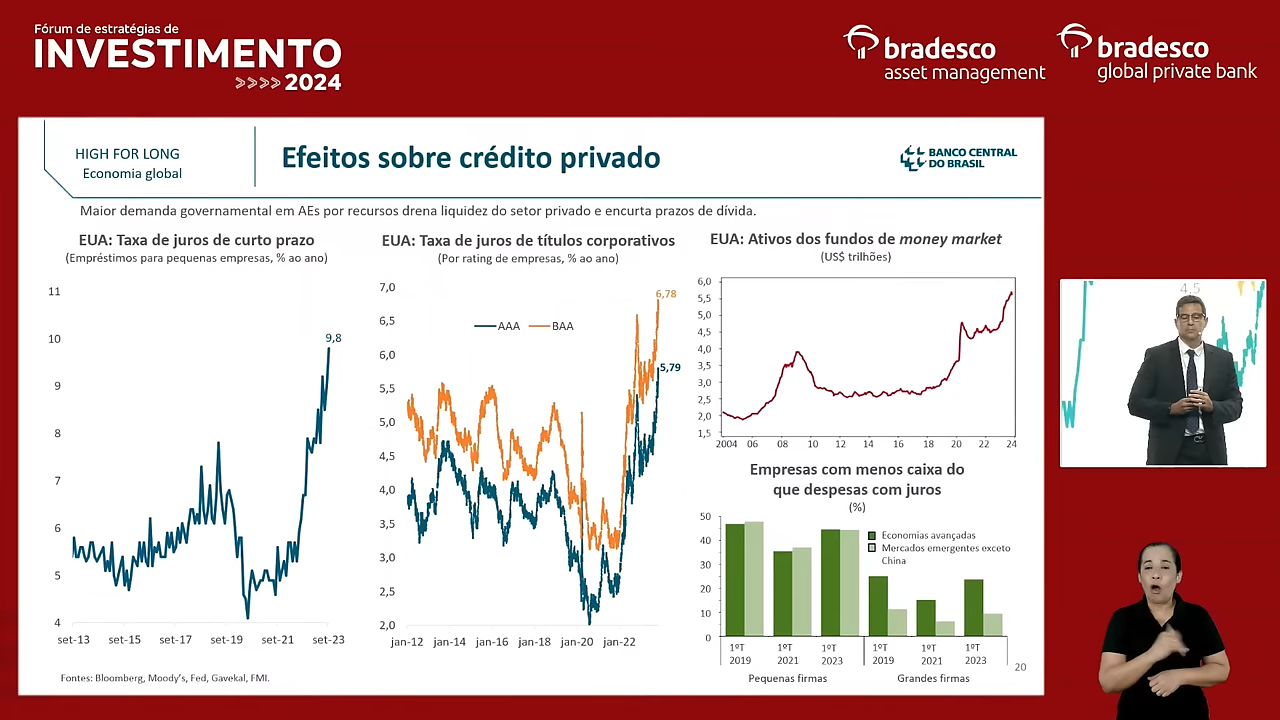 Fórum de estratégias de
INVESTIMENTO
>>>> 2024
bradesco
asset management
bradesco
global private bank
HIGH FOR LONG
Economia global
Efeitos sobre crédito privado
BANCO CENTRAL
DO BRASIL
Maior demanda governamental em AEs por recursos drena liquidez do setor privado e encurta prazos de dívida.
EUA: Taxa de juros de curto prazo
(Empréstimos para pequenas empresas, % ao ano)
11
10
9
8
7
6
5
4
9,8
set-13 set-15 set-17 set-19 set-21 set-23
EUA: Taxa de juros de títulos corporativos
(Por rating de empresas, % ao ano)
7,0
6,5
6,0
5,5
5,0
4,5
4,0
3,5
3,0
2,5
2,0
AAA BAA
6,78
5,79
jan-12 jan-14 jan-16 jan-18 jan-20 jan-22
EUA: Ativos dos fundos de money market
(US$ trilhões)
6,0
5,5
5,0
4,5
4,0
3,5
3,0
2,5
2,0
1,5
2004 06 08 10 12 14 16 18 20 22 24
Empresas com menos caixa do
que despesas com juros
(%)
50
40
30
20
10
0
Economias avançadas
Mercados emergentes exceto
China
1ºT 1ºT 1ºT 1ºT 1ºT 1ºT
2019 2021 2023 2019 2021 2023
Pequenas firmas Grandes firmas
20
Fontes: Bloomberg, Moody's, Fed, Gavekal, FMI.
4,5